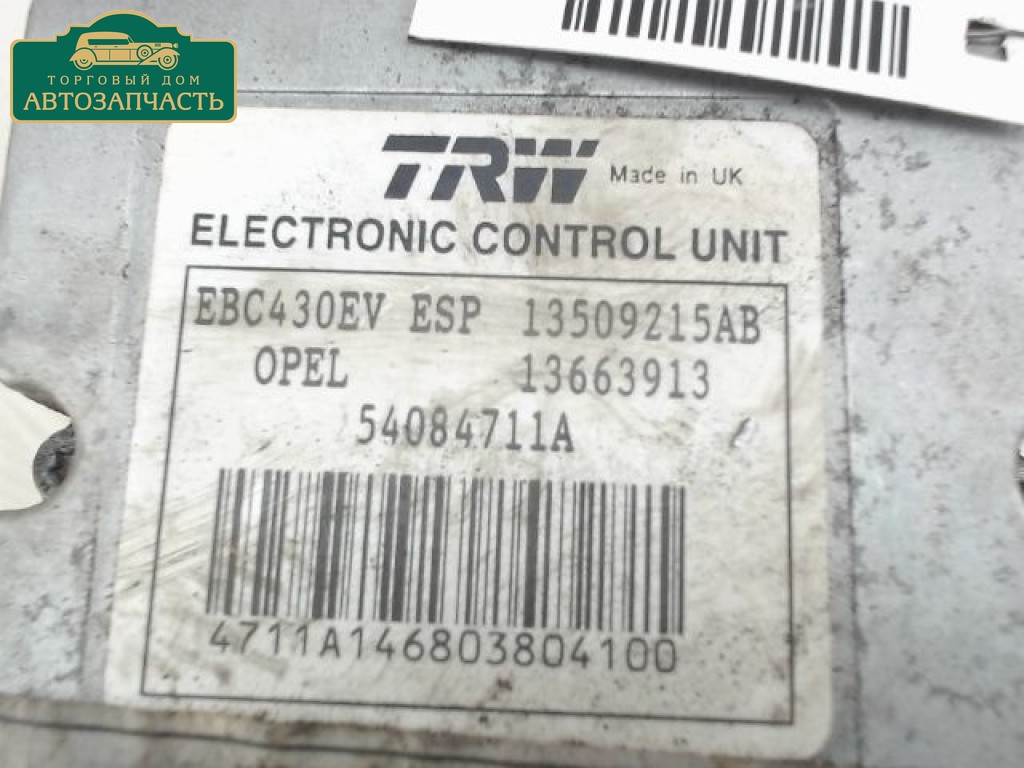 ТОРГОВЫЙ ДОМ
АВТОЗАПЧАСТЬ
TRW Made in UK
ELECTRONIC CONTROL UNIT
EBC430EV ESP 13509215AB
OPEL 13663913
54084711A
4711A146803804100